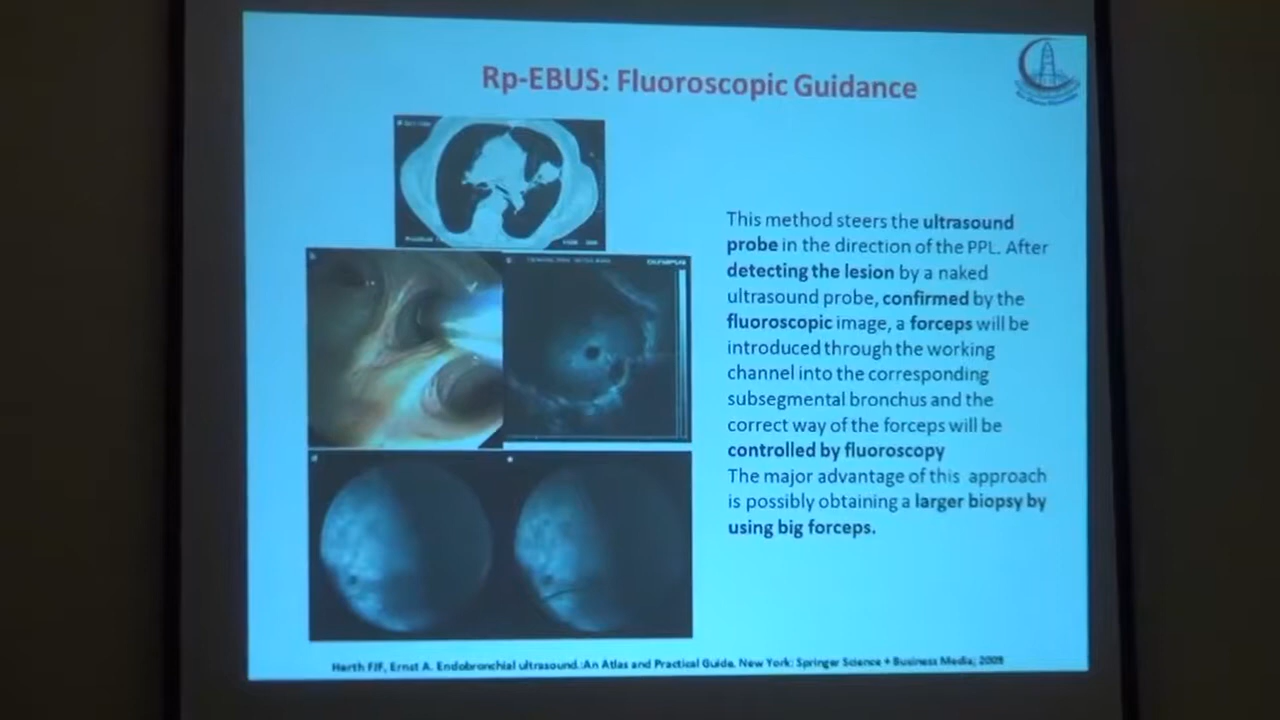 Rp-EBUS: Fluoroscopic Guidance
OLYMPUS
This method steers the ultrasound
probe in the direction of the PPL. After
detecting the lesion by a naked
ultrasound probe, confirmed by the
fluoroscopic image, a forceps will be
introduced through the working
channel into the corresponding
subsegmental bronchus and the
correct way of the forceps will be
controlled by fluoroscopy
The major advantage of this approach
is possibly obtaining a larger biopsy by
using big forceps.
Ernst A. Endobronchial ultrasound.:An Atlas and Practical Guide. New York: Springer Science + Business Media;